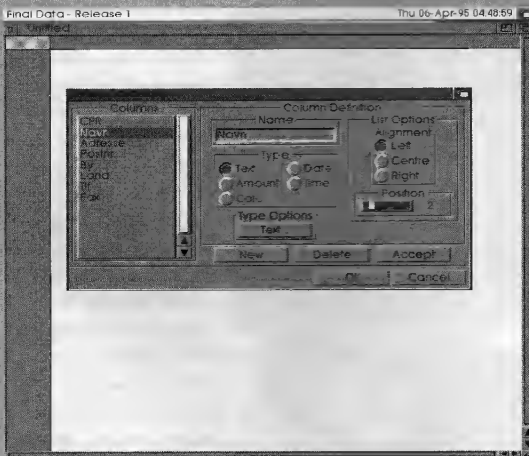 Final Data - Release 1
Thu 06-Apr-95 04:48:59
Untitled
Columns
CPR
Navn
Adresse
Postnr.
By
Land
Tlf
Fax
Column Definition
Name
Navn
Type
Text
Date
Amount
Time
Calc.
Type Options
Text...
List Options
Alignment
Left
Centre
Right
Position
2
New
Delete
Accept
OK
Cancel